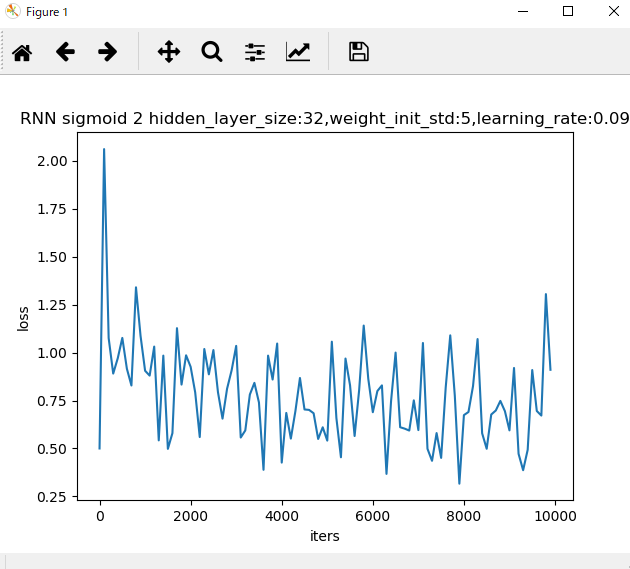 Figure 1
RNN sigmoid 2 hidden_layer_size:32,weight_init_std:5,learning_rate:0.09
2.00
1.75
1.50
1.25
1.00
0.75
0.50
0.25
loss
0 2000 4000 6000 8000 10000
iters